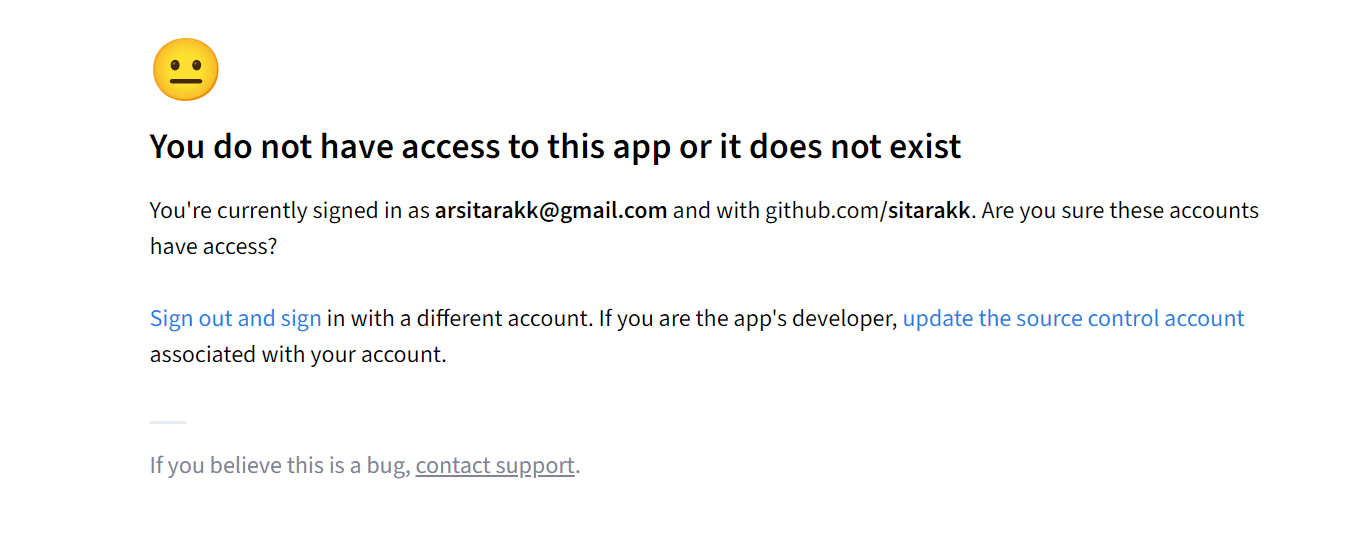 You do not have access to this app or it does not exist
You're currently signed in as arsitarakk@gmail.com and with github.com/sitarakk. Are you sure these accounts
have access?
Sign out and sign in with a different account. If you are the app's developer, update the source control account
associated with your account.
If you believe this is a bug, contact support.